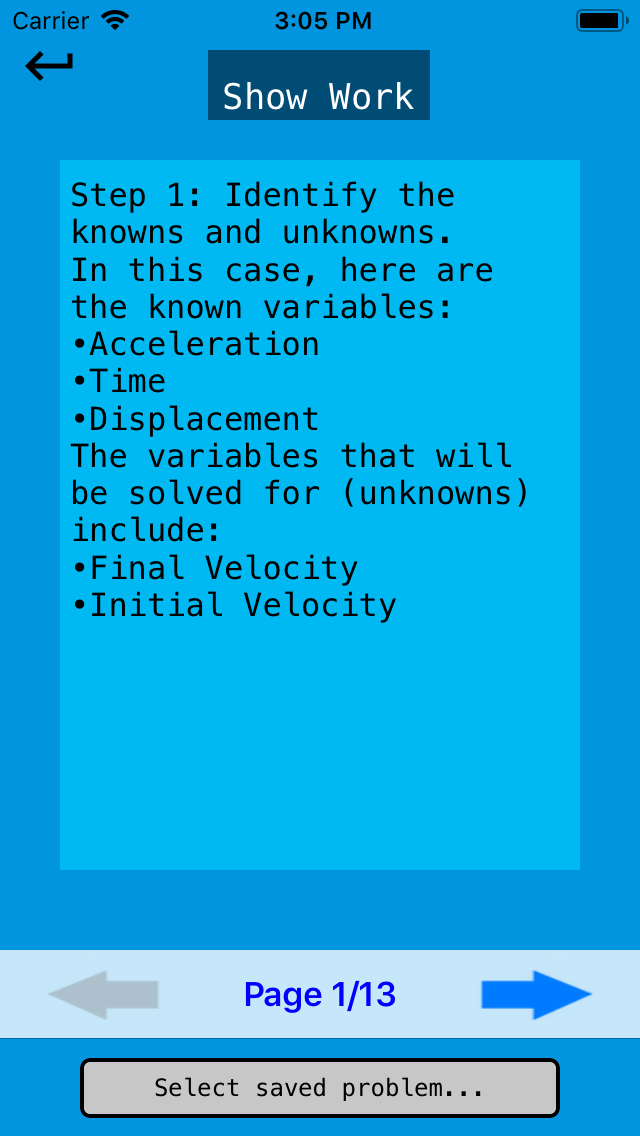 Carrier 3:05 PM
Show Work
Step 1: Identify the
knowns and unknowns.
In this case, here are
the known variables:
•Acceleration
•Time
•Displacement
The variables that will
be solved for (unknowns)
include:
•Final Velocity
•Initial Velocity
Page 1/13
Select saved problem...